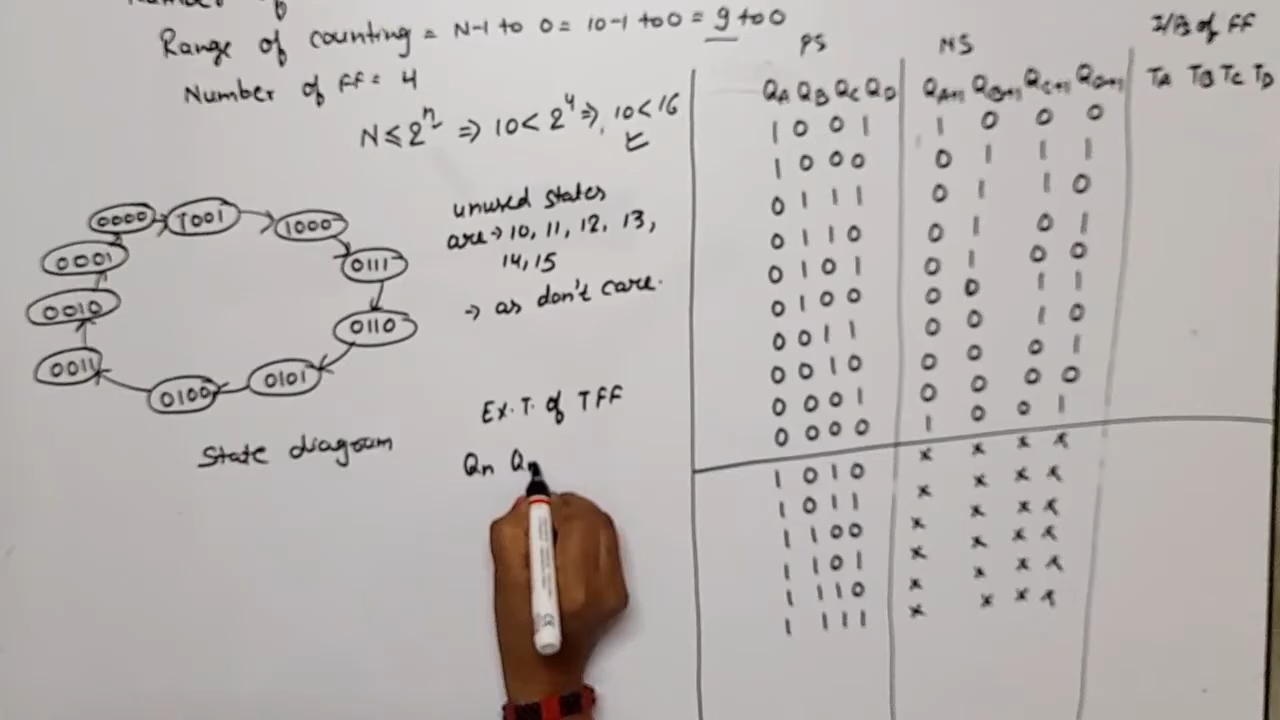 Range of counting = N-1 to 0 = 10-1 to 0 = 9 to 0
Number of FF = 4
N ≤ 2^n ⇒ 10 < 2^4 ⇒ 10 < 16
unused states
are → 10, 11, 12, 13,
14, 15
→ as don't care.
0000 1001 1000
0001 0111
0010 0110
0011 0100 0101
State diagram
Ex. T. of TFF
Qn Qn
PS NS I/Ps of FF
QA QB QC QD QA+1 QB+1 QC+1 QD+1 TA TB TC TD
1 0 0 1 1 0 0 0
1 0 0 0 0 1 1 1
0 1 1 1 0 1 1 0
0 1 1 0 0 1 0 1
0 1 0 1 0 1 0 0
0 1 0 0 0 0 1 1
0 0 1 1 0 0 1 0
0 0 1 0 0 0 0 1
0 0 0 1 0 0 0 0
0 0 0 0 1 0 0 1
1 0 1 0 x x x x
1 0 1 1 x x x x
1 1 0 0 x x x x
1 1 0 1 x x x x
1 1 1 0 x x x x
1 1 1 1 x x x x